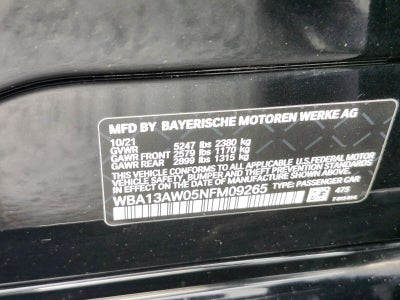 MFD BY BAYERISCHE MOTOREN WERKE AG
10/21
GVWR 5247 lbs 2380 kg
GAWR FRONT 2579 lbs 1170 kg
GAWR REAR 2899 lbs 1315 kg
THIS VEHICLE CONFORMS TO ALL APPLICABLE U.S. FEDERAL MOTOR
VEHICLE SAFETY, BUMPER, AND THEFT PREVENTION STANDARDS
IN EFFECT ON THE DATE OF MANUFACTURE SHOWN ABOVE.
WBA13AW05NFM09265 TYPE: PASSENGER CAR
475